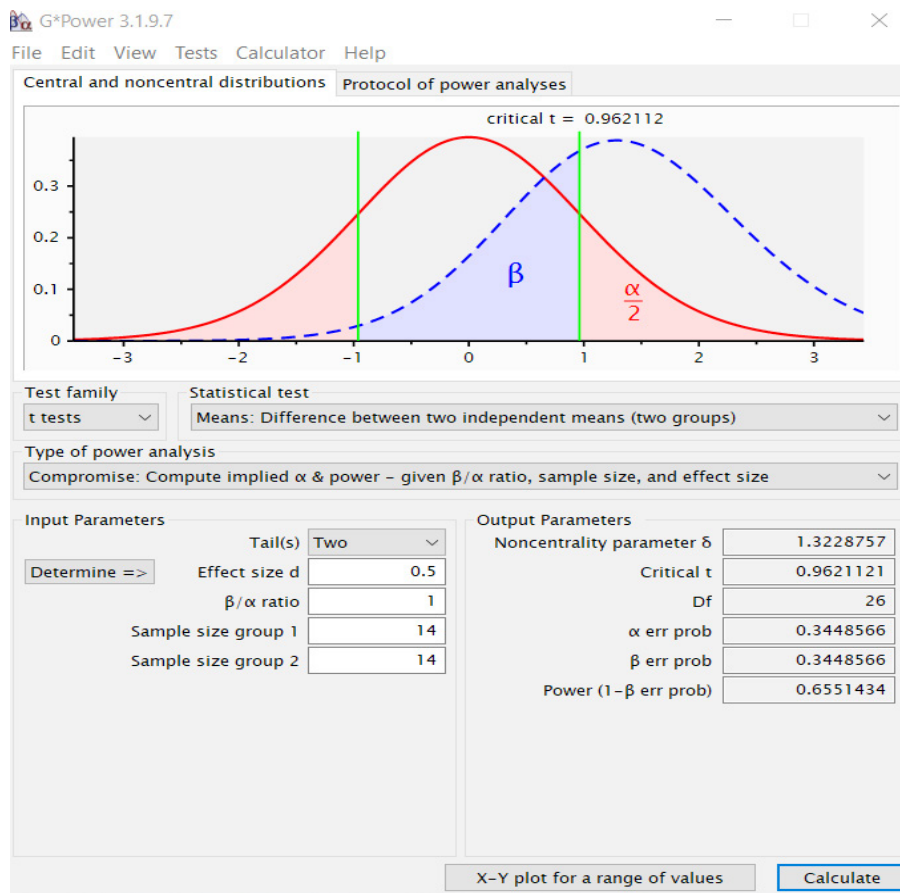 βα G*Power 3.1.9.7
File Edit View Tests Calculator Help
Central and noncentral distributions Protocol of power analyses
critical t = 0.962112
0.3
0.2
0.1
0
β
α
2
-3 -2 -1 0 1 2 3
Test family Statistical test
t tests Means: Difference between two independent means (two groups)
Type of power analysis
Compromise: Compute implied α & power – given β/α ratio, sample size, and effect size
Input Parameters Output Parameters
Tail(s) Two Noncentrality parameter δ 1.3228757
Determine => Effect size d 0.5 Critical t 0.9621121
β/α ratio 1 Df 26
Sample size group 1 14 α err prob 0.3448566
Sample size group 2 14 β err prob 0.3448566
Power (1-β err prob) 0.6551434
X-Y plot for a range of values Calculate